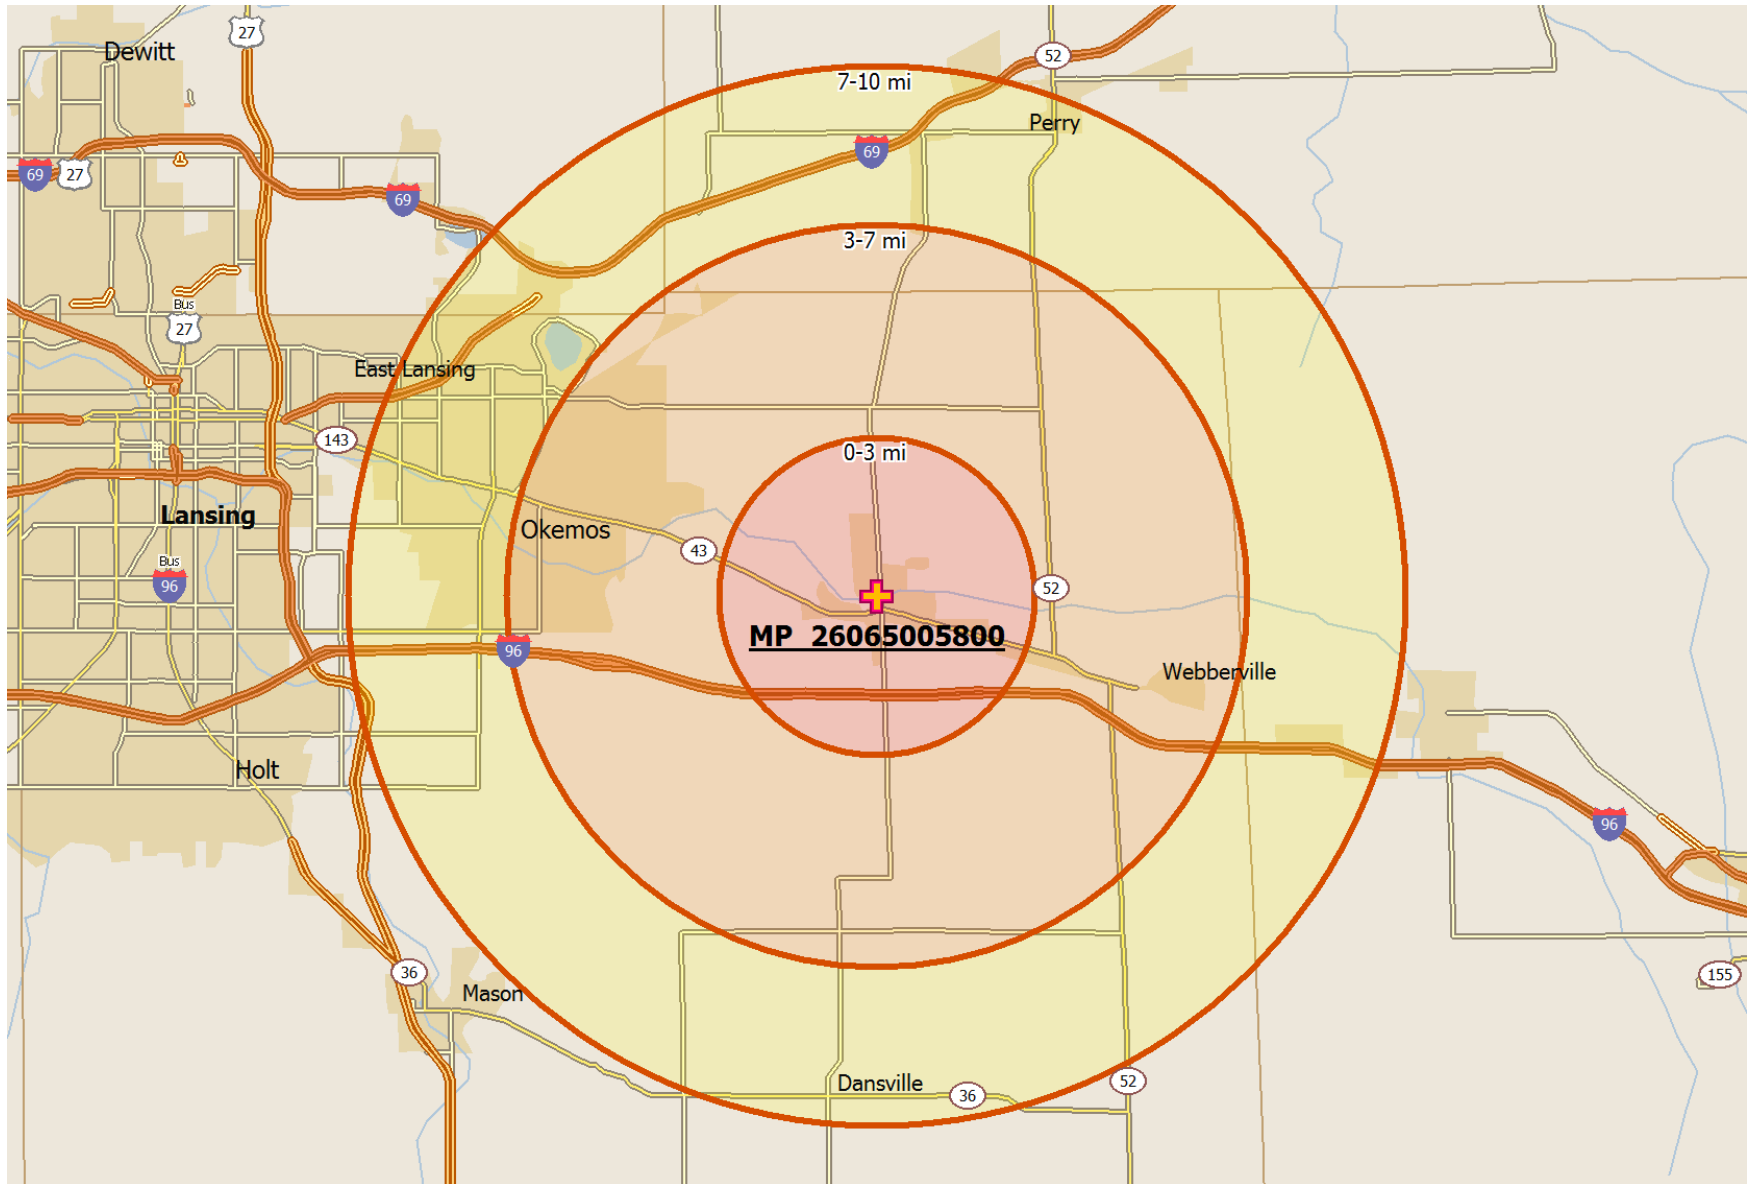 27
Dewitt
52
7-10 mi
Perry
69
69
27
69
3-7 mi
Bus
27
East Lansing
143
0-3 mi
Lansing
Okemos
43
Bus
96
52
MP 26065005800
96
Webberville
Holt
96
36
Mason
155
Dansville
36
52